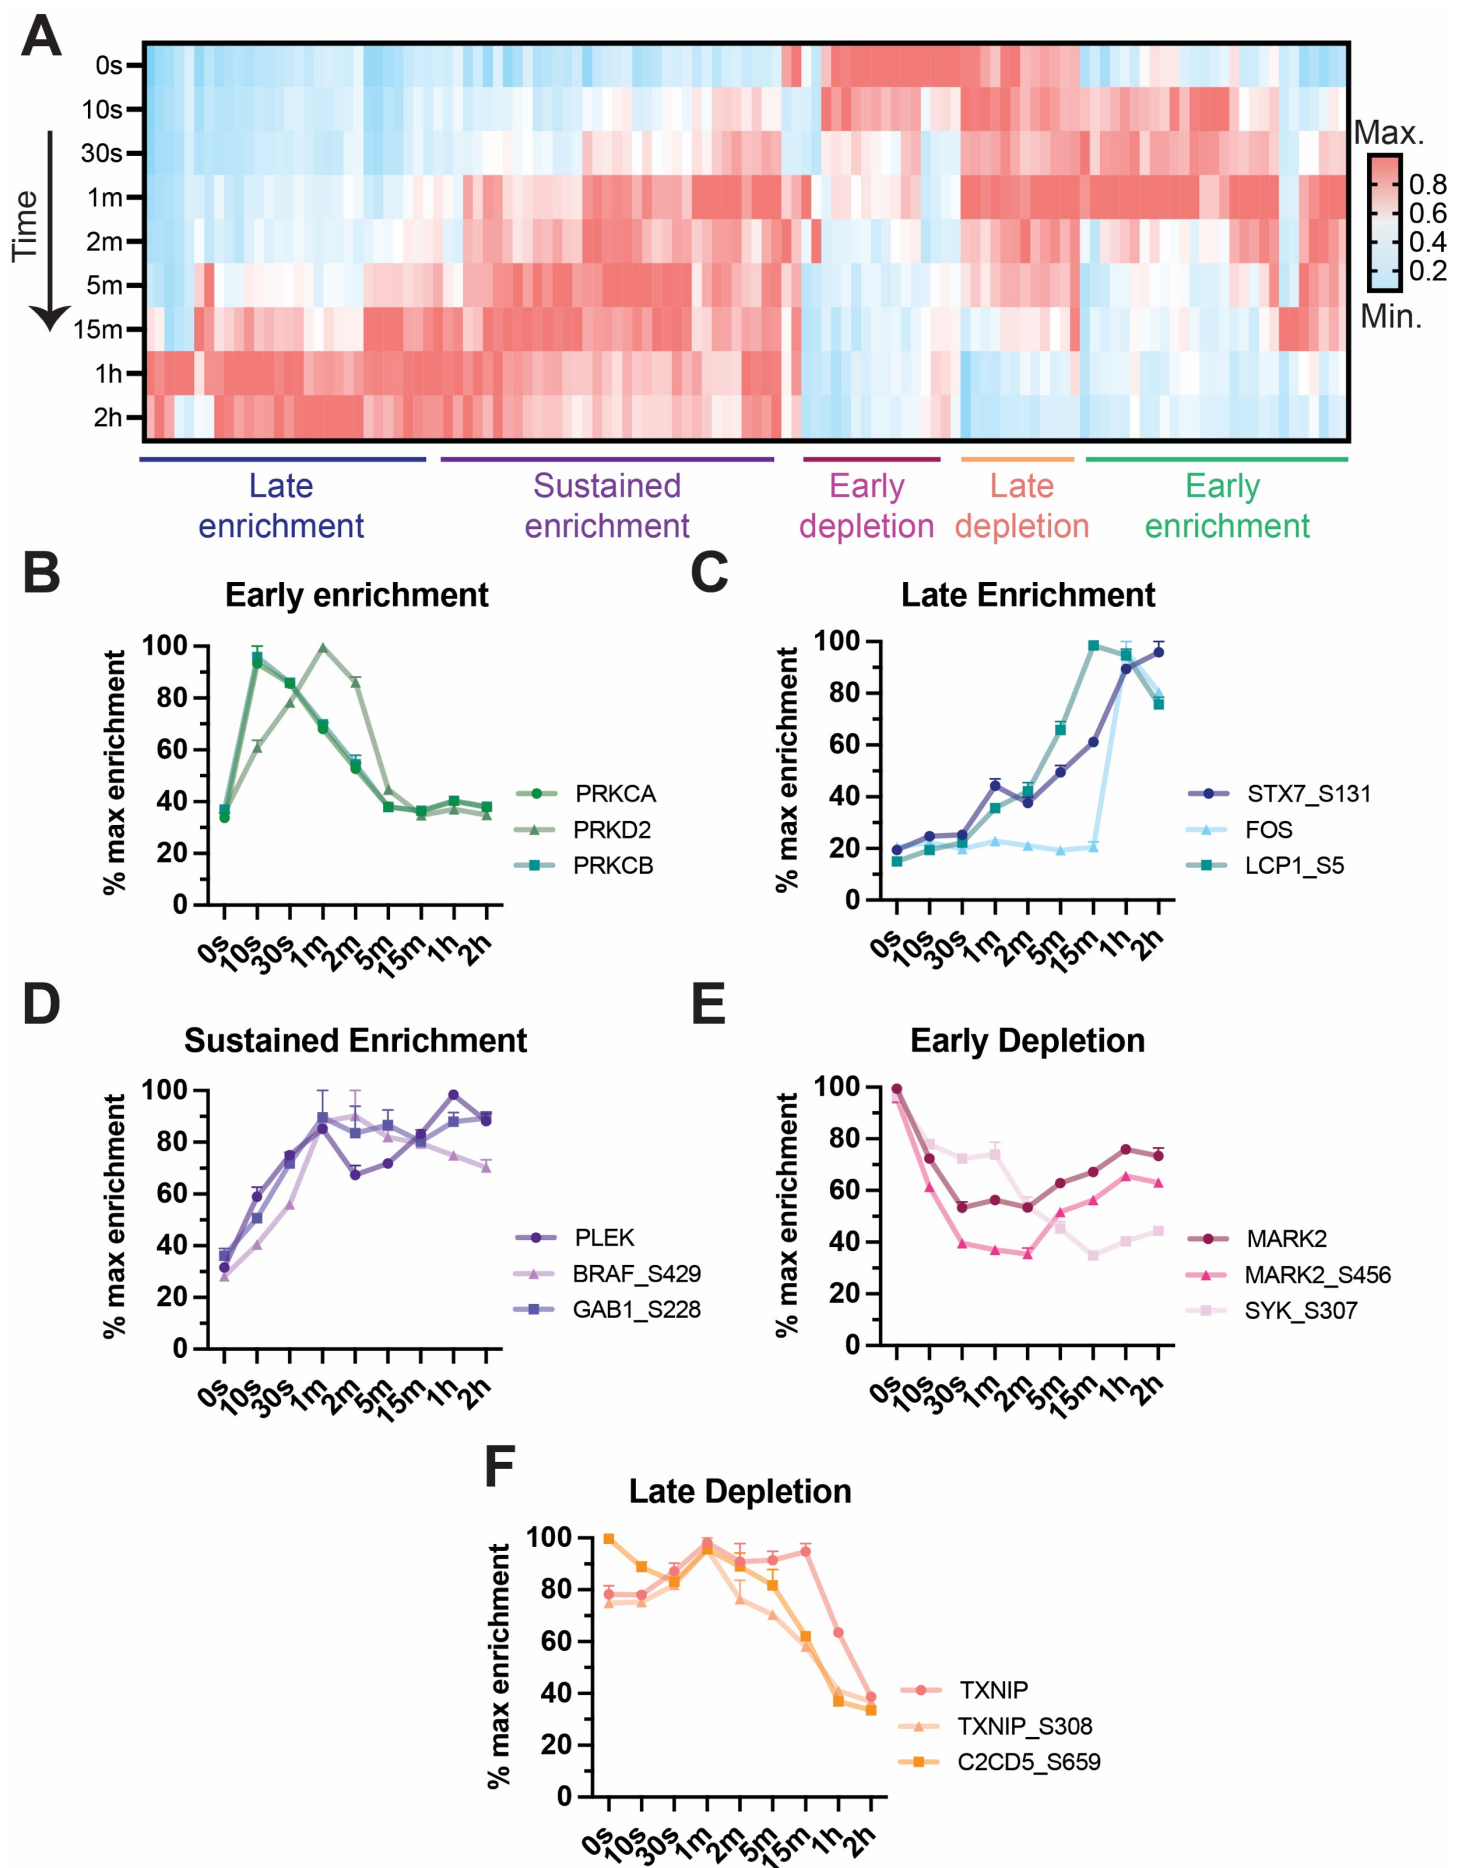 A
0s
10s
30s
1m
2m
5m
15m
1h
2h
Time
Max.
0.8
0.6
0.4
0.2
Min.
Late
enrichment
Sustained
enrichment
Early
depletion
Late
depletion
Early
enrichment
B
Early enrichment
% max enrichment
100
80
60
40
20
0
0s
10s
30s
1m
2m
5m
15m
1h
2h
PRKCA
PRKD2
PRKCB
C
Late Enrichment
% max enrichment
100
80
60
40
20
0
0s
10s
30s
1m
2m
5m
15m
1h
2h
STX7_S131
FOS
LCP1_S5
D
Sustained Enrichment
% max enrichment
100
80
60
40
20
0
0s
10s
30s
1m
2m
5m
15m
1h
2h
PLEK
BRAF_S429
GAB1_S228
E
Early Depletion
% max enrichment
100
80
60
40
20
0
0s
10s
30s
1m
2m
5m
15m
1h
2h
MARK2
MARK2_S456
SYK_S307
F
Late Depletion
% max enrichment
100
80
60
40
20
0
0s
10s
30s
1m
2m
5m
15m
1h
2h
TXNIP
TXNIP_S308
C2CD5_S659